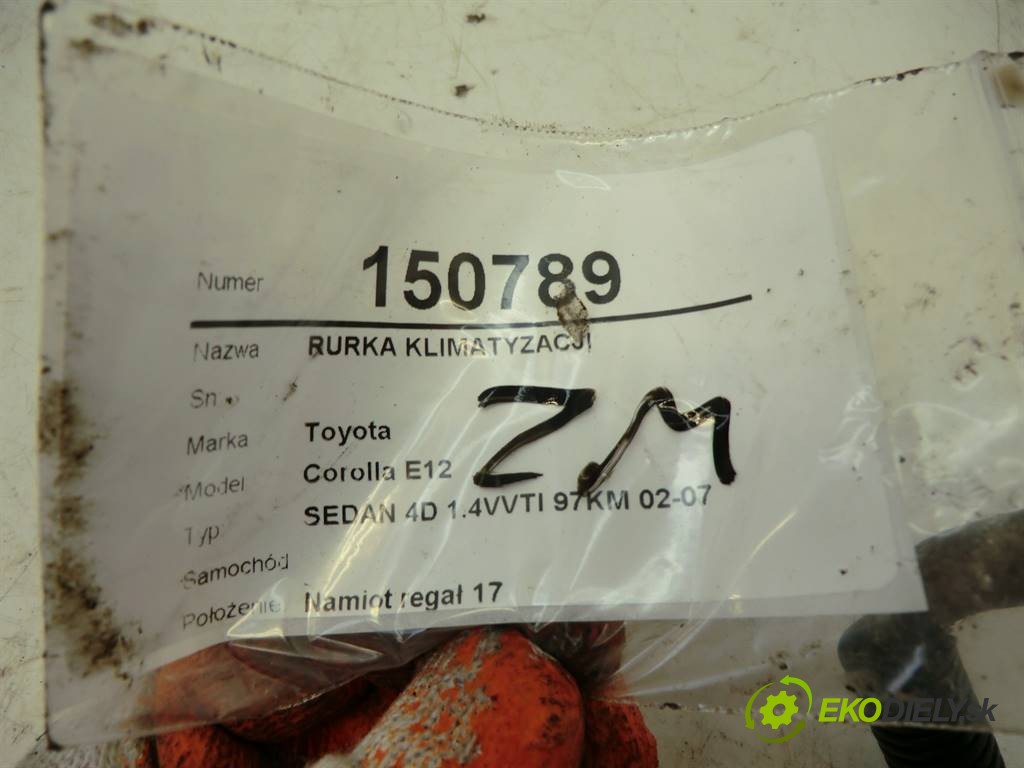 Numer 150789
Nazwa RURKA KLIMATYZACJI
Sn
ZM
Marka Toyota
Model Corolla E12
Typ SEDAN 4D 1.4VVTI 97KM 02-07
Samochód
Położenie Namiot regał 17
EKODIELY.sk